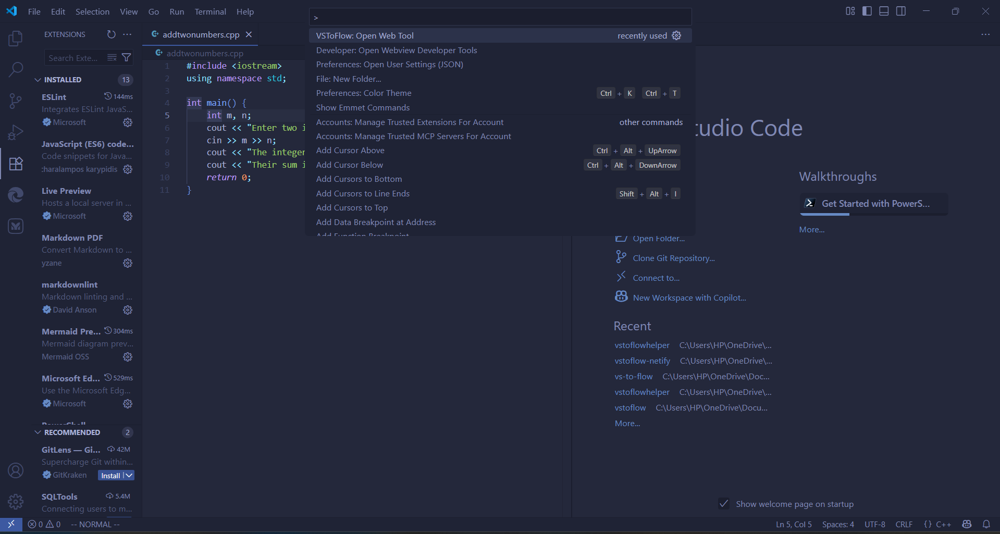 File Edit Selection View Go Run Terminal Help
>
VSToFlow: Open Web Tool recently used
Developer: Open Webview Developer Tools
Preferences: Open User Settings (JSON)
File: New Folder...
Preferences: Color Theme Ctrl + K Ctrl + T
Show Emmet Commands
Accounts: Manage Trusted Extensions For Account other commands
Accounts: Manage Trusted MCP Servers For Account
Add Cursor Above Ctrl + Alt + UpArrow
Add Cursor Below Ctrl + Alt + DownArrow
Add Cursors to Bottom
Add Cursors to Line Ends Shift + Alt + I
Add Cursors to Top
Add Data Breakpoint at Address
Add Function Breakpoint
EXTENSIONS
Search Exte...
INSTALLED 13
ESLint 144ms
Integrates ESLint JavaS...
Microsoft
JavaScript (ES6) code...
Code snippets for Java...
charalampos karypidis
Live Preview
Hosts a local server in ...
Microsoft
Markdown PDF
Convert Markdown to ...
yzane
markdownlint
Markdown linting and ...
David Anson
Mermaid Pre... 304ms
Mermaid diagram prev...
Mermaid OSS
Microsoft Ed... 529ms
Use the Microsoft Edg...
Microsoft
PowerShell
RECOMMENDED 2
GitLens — Gi... 42M
Supercharge Git within...
GitKraken Install
SQLTools 5.4M
Connecting users to m...
addtwonumbers.cpp
addtwonumbers.cpp
1 #include <iostream>
2 using namespace std;
3
4 int main() {
5 int m, n;
6 cout << "Enter two i
7 cin >> m >> n;
8 cout << "The integer
9 cout << "Their sum i
10 return 0;
11 }
tudio Code
Open Folder...
Clone Git Repository...
Connect to...
New Workspace with Copilot...
Recent
vstoflowhelper C:\Users\HP\OneDrive\...
vstoflow-netify C:\Users\HP\OneDrive\...
vs-to-flow C:\Users\HP\OneDrive\Doc...
vstoflowhelper C:\Users\HP\OneDrive\...
vstoflow C:\Users\HP\OneDrive\Docu...
More...
Walkthroughs
Get Started with PowerS...
More...
Show welcome page on startup
0 0 -- NORMAL -- Ln 5, Col 5 Spaces: 4 UTF-8 CRLF {} C++